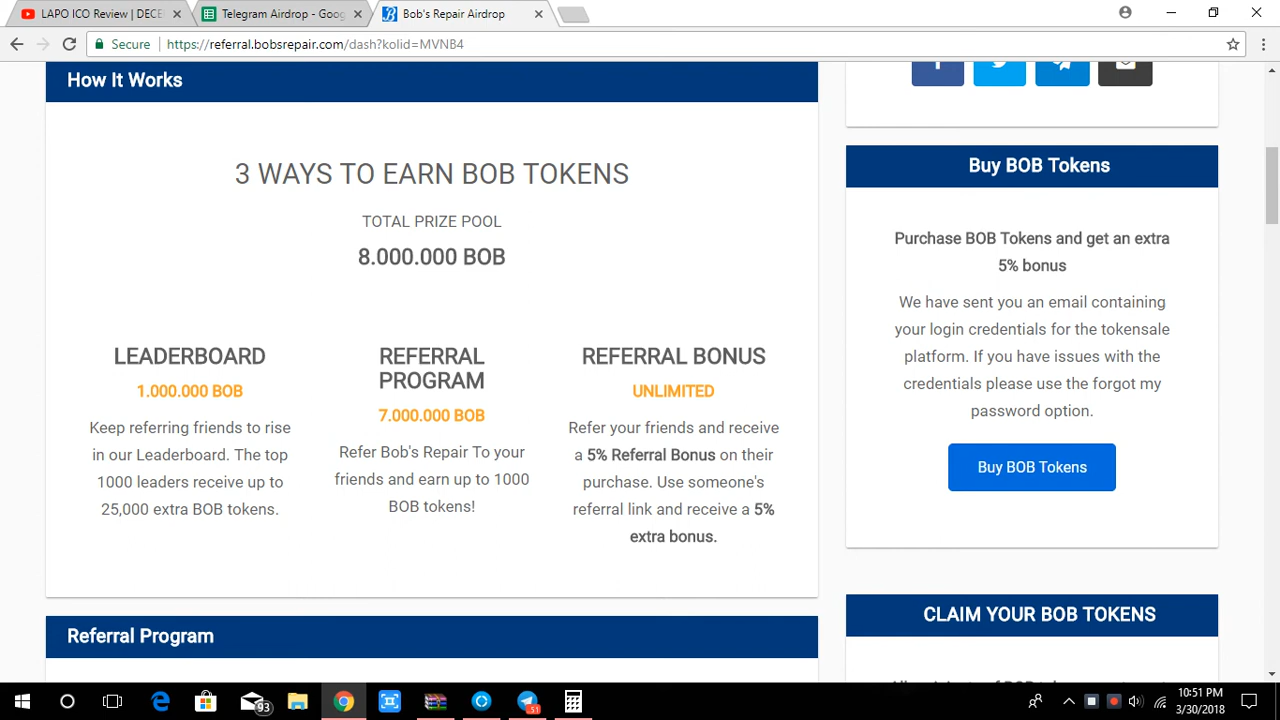 LAPO ICO Review | DECE
Telegram Airdrop - Goog
Bob's Repair Airdrop
Secure
https://referral.bobsrepair.com/dash?kolid=MVNB4
How It Works
3 WAYS TO EARN BOB TOKENS
TOTAL PRIZE POOL
8.000.000 BOB
LEADERBOARD
1.000.000 BOB
Keep referring friends to rise
in our Leaderboard. The top
1000 leaders receive up to
25,000 extra BOB tokens.
REFERRAL
PROGRAM
7.000.000 BOB
Refer Bob's Repair To your
friends and earn up to 1000
BOB tokens!
REFERRAL BONUS
UNLIMITED
Refer your friends and receive
a 5% Referral Bonus on their
purchase. Use someone's
referral link and receive a 5%
extra bonus.
Referral Program
Buy BOB Tokens
Purchase BOB Tokens and get an extra
5% bonus
We have sent you an email containing
your login credentials for the tokensale
platform. If you have issues with the
credentials please use the forgot my
password option.
Buy BOB Tokens
CLAIM YOUR BOB TOKENS
93
51
10:51 PM
3/30/2018